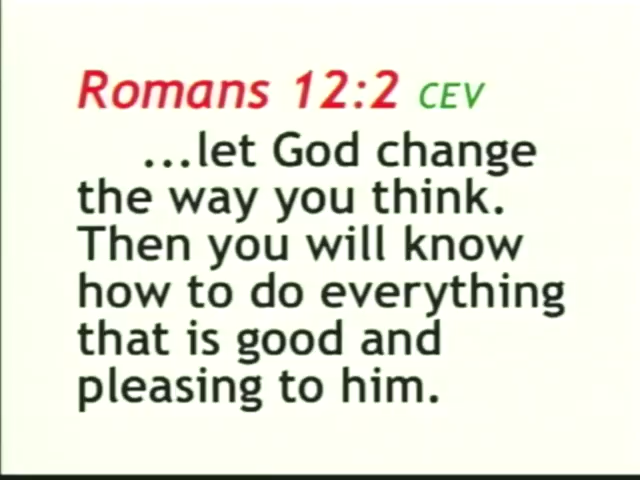 Romans 12:2 CEV
...let God change
the way you think.
Then you will know
how to do everything
that is good and
pleasing to him.